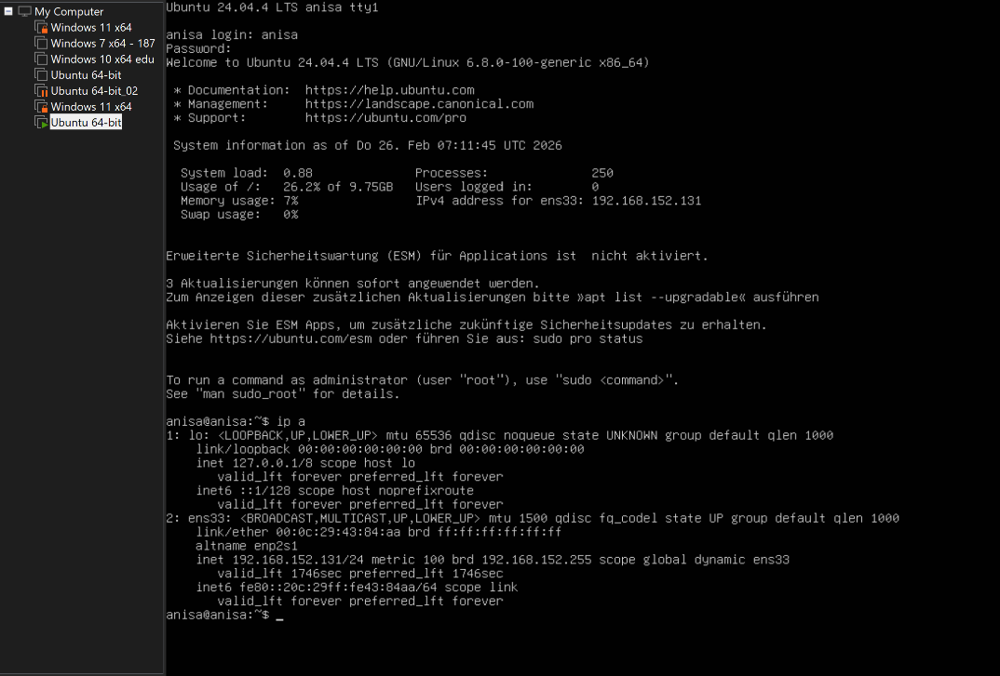 My Computer
Windows 11 x64
Windows 7 x64 - 187
Windows 10 x64 edu
Ubuntu 64-bit
Ubuntu 64-bit_02
Windows 11 x64
Ubuntu 64-bit
Ubuntu 24.04.4 LTS anisa tty1
anisa login: anisa
Password:
Welcome to Ubuntu 24.04.4 LTS (GNU/Linux 6.8.0-100-generic x86_64)
* Documentation:  https://help.ubuntu.com
* Management:     https://landscape.canonical.com
* Support:        https://ubuntu.com/pro
System information as of Do 26. Feb 07:11:45 UTC 2026
System load:  0.88               Processes:              250
Usage of /:   26.2% of 9.75GB   Users logged in:        0
Memory usage: 7%                IPv4 address for ens33: 192.168.152.131
Swap usage:   0%
Erweiterte Sicherheitswartung (ESM) für Applications ist  nicht aktiviert.
3 Aktualisierungen können sofort angewendet werden.
Zum Anzeigen dieser zusätzlichen Aktualisierungen bitte »apt list --upgradable« ausführen
Aktivieren Sie ESM Apps, um zusätzliche zukünftige Sicherheitsupdates zu erhalten.
Siehe https://ubuntu.com/esm oder führen Sie aus: sudo pro status
To run a command as administrator (user "root"), use "sudo <command>".
See "man sudo_root" for details.
anisa@anisa:~$ ip a
1: lo: <LOOPBACK,UP,LOWER_UP> mtu 65536 qdisc noqueue state UNKNOWN group default qlen 1000
link/loopback 00:00:00:00:00:00 brd 00:00:00:00:00:00
inet 127.0.0.1/8 scope host lo
valid_lft forever preferred_lft forever
inet6 ::1/128 scope host noprefixroute
valid_lft forever preferred_lft forever
2: ens33: <BROADCAST,MULTICAST,UP,LOWER_UP> mtu 1500 qdisc fq_codel state UP group default qlen 1000
link/ether 00:0c:29:43:84:aa brd ff:ff:ff:ff:ff:ff
altname enp2s1
inet 192.168.152.131/24 metric 100 brd 192.168.152.255 scope global dynamic ens33
valid_lft 1746sec preferred_lft 1746sec
inet6 fe80::20c:29ff:fe43:84aa/64 scope link
valid_lft forever preferred_lft forever
anisa@anisa:~$ _